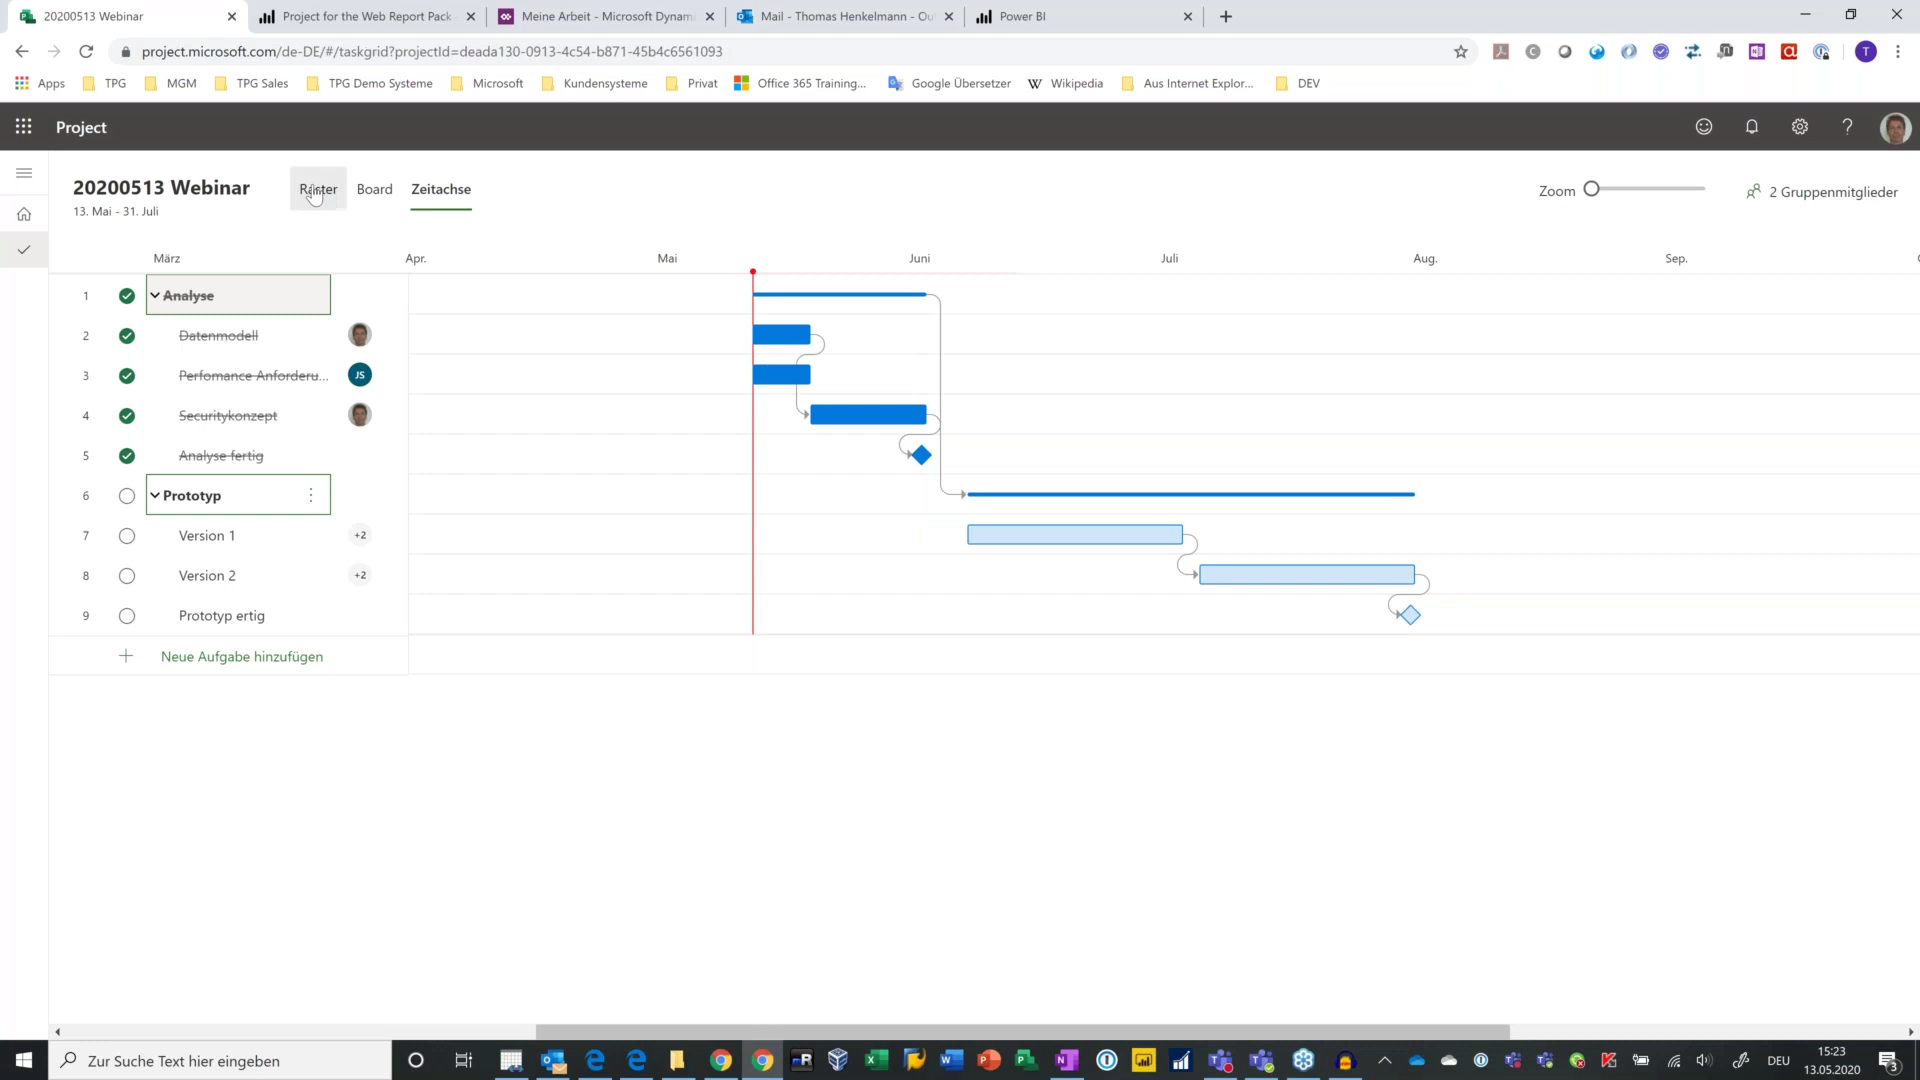 20200513 Webinar
Project for the Web Report Pack
Meine Arbeit - Microsoft Dynam
Mail - Thomas Henkelmann - Ou
Power BI
project.microsoft.com/de-DE/#/taskgrid?projectId=deada130-0913-4c54-b871-45b4c6561093
T
Apps
TPG
MGM
TPG Sales
TPG Demo Systeme
Microsoft
Kundensysteme
Privat
Office 365 Training...
Google Übersetzer
W Wikipedia
Aus Internet Explor...
DEV
Project
20200513 Webinar
13. Mai - 31. Juli
Raster
Board
Zeitachse
Zoom
2 Gruppenmitglieder
März
Apr.
Mai
Juni
Juli
Aug.
Sep.
1 Analyse
2 Datenmodell
3 Perfomance Anforderu... JS
4 Securitykonzept
5 Analyse fertig
6 Prototyp
7 Version 1 +2
8 Version 2 +2
9 Prototyp ertig
Neue Aufgabe hinzufügen
Zur Suche Text hier eingeben
DEU
15:23
13.05.2020
3